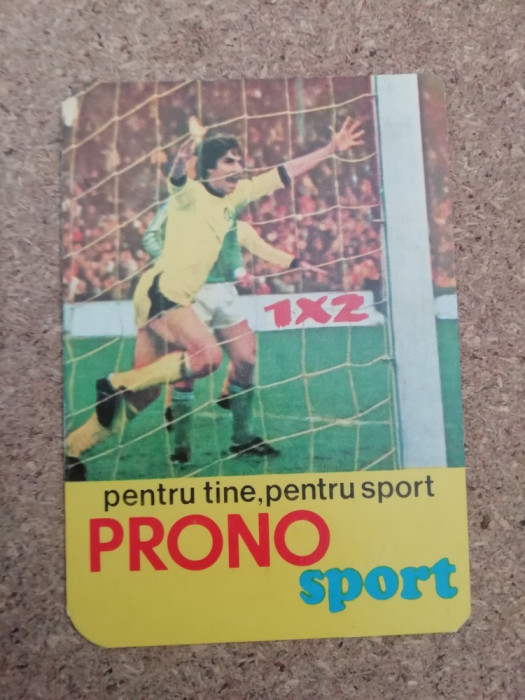 1X2
pentru tine, pentru sport
PRONO
sport